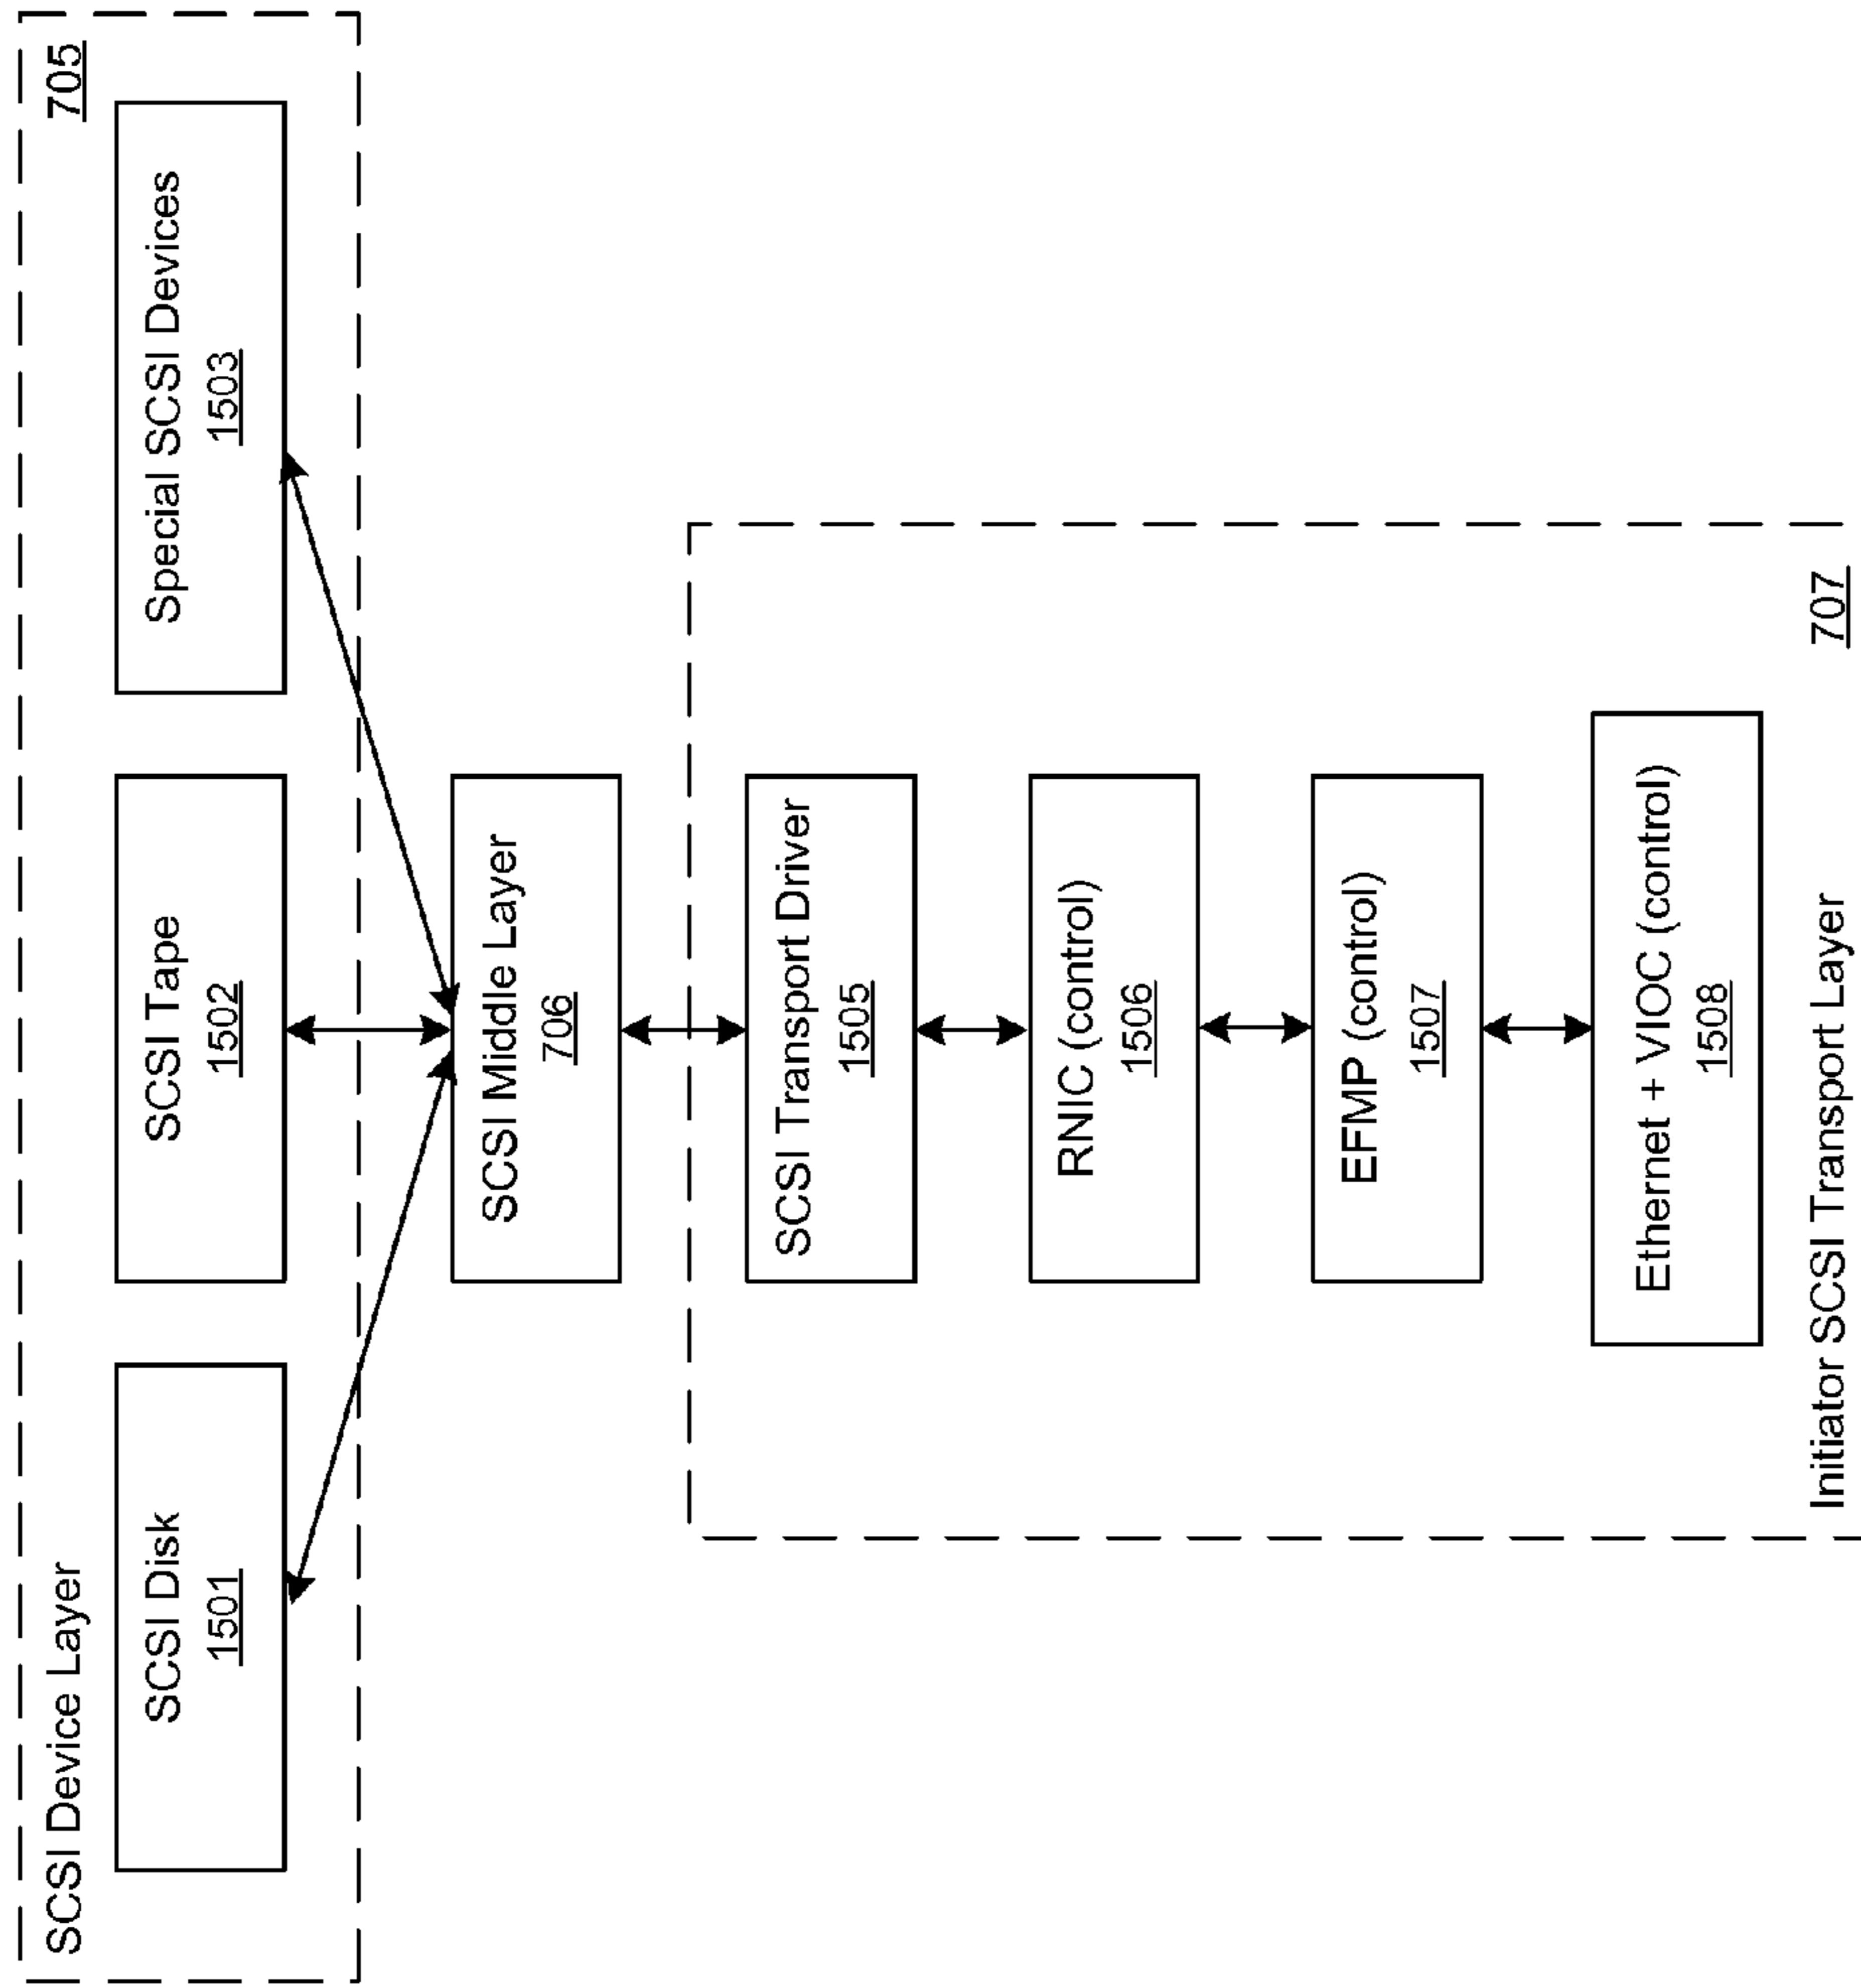 SCSI Device Layer
705
SCSI Disk
1501
SCSI Tape
1502
Special SCSI Devices
1503
SCSI Middle Layer
706
SCSI Transport Driver
1505
RNIC (control)
1506
EFMP (control)
1507
Ethernet + VIOC (control)
1508
Initiator SCSI Transport Layer
707